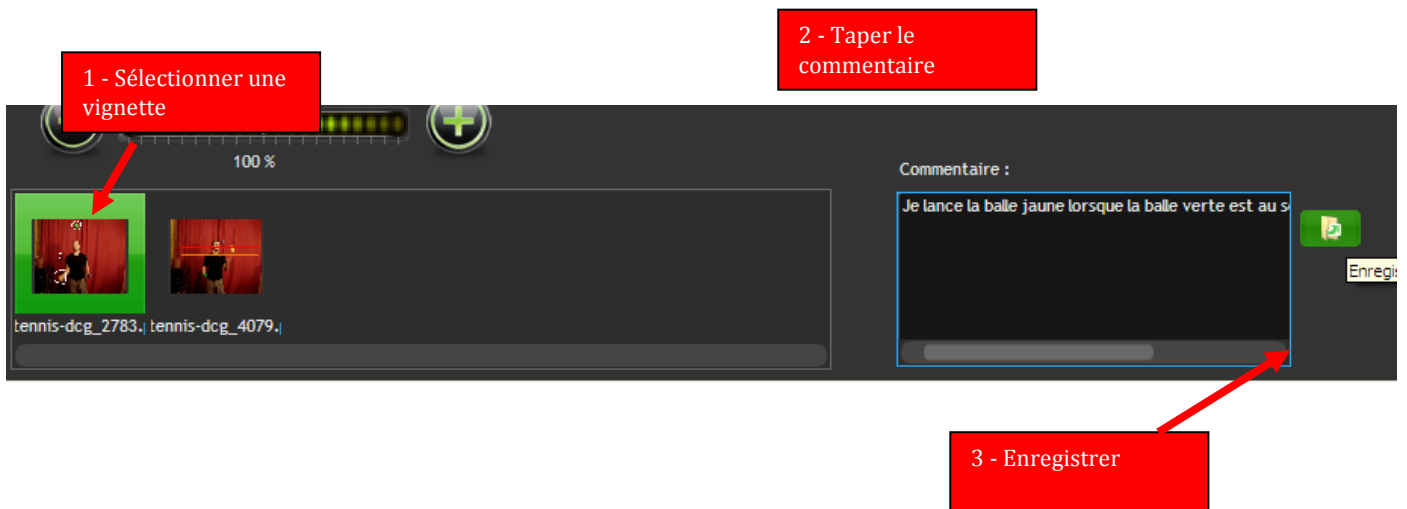 2 - Taper le
commentaire
1 - Sélectionner une
vignette
100 %
Commentaire :
Je lance la balle jaune lorsque la balle verte est au
Enregis
tennis-dcg_2783.
tennis-dcg_4079.
3 - Enregistrer